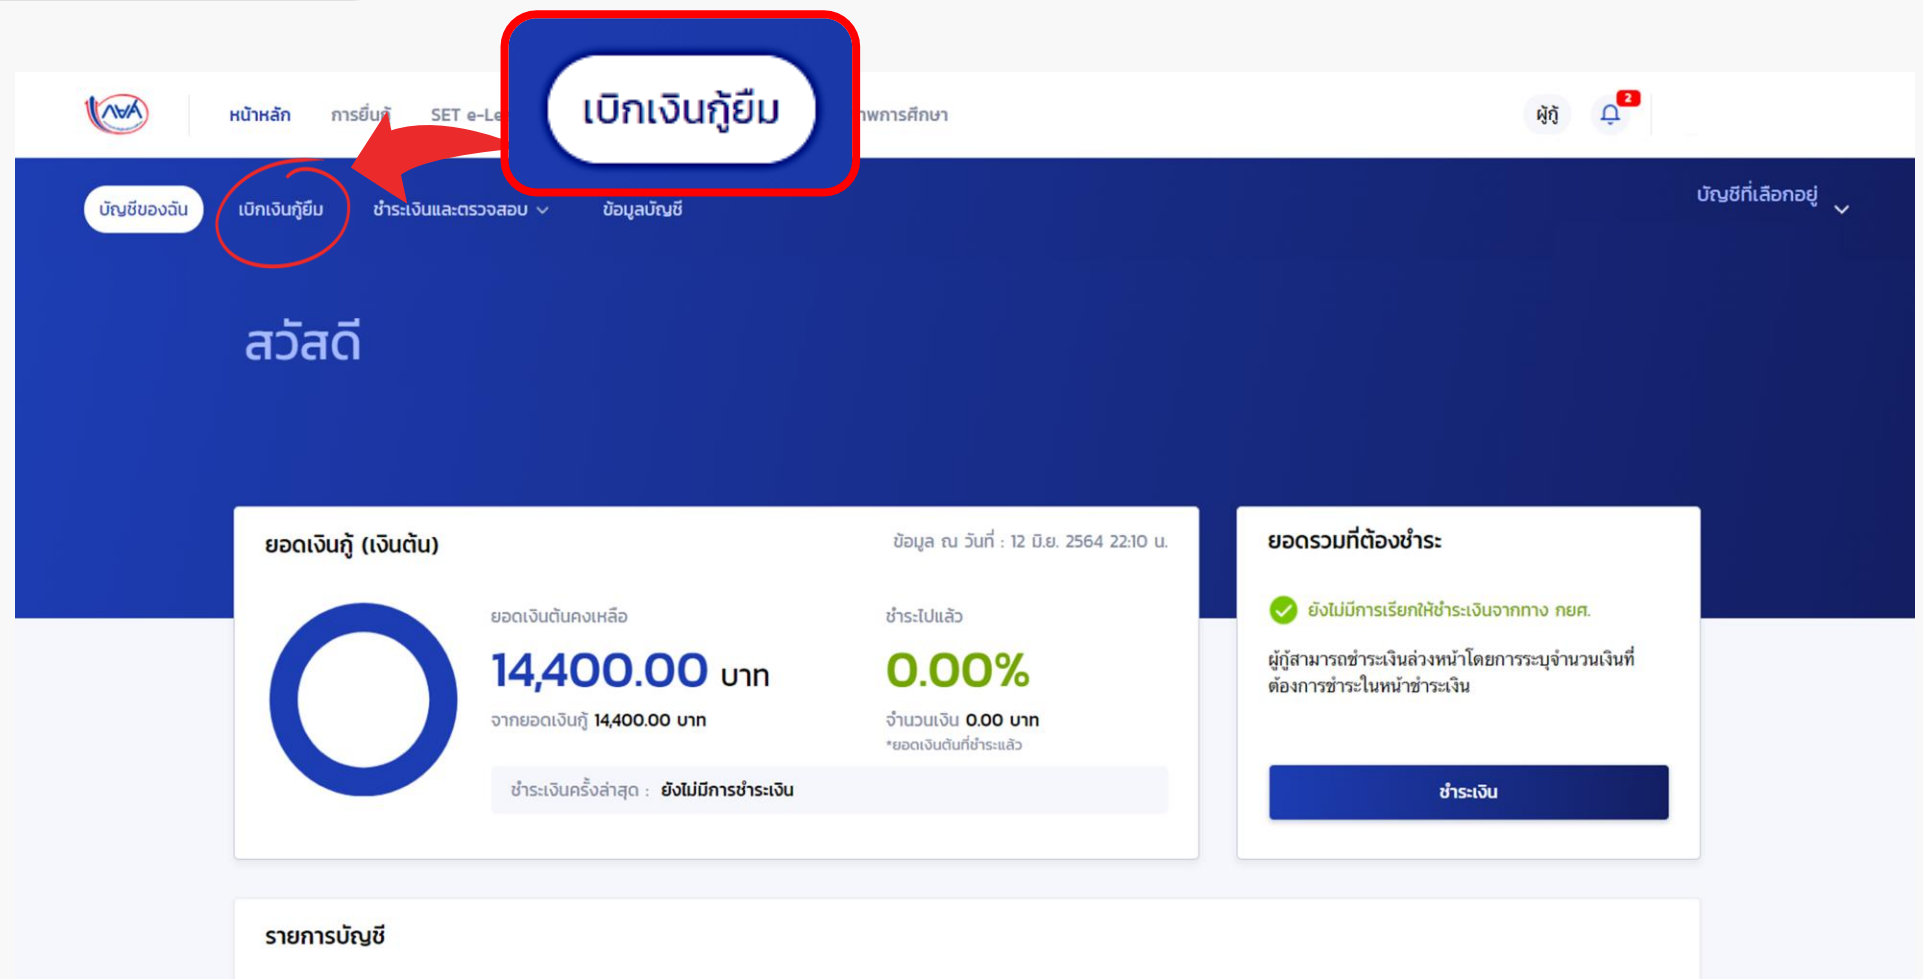 เบิกเงินกู้ยืม
กยศ
หน้าหลัก
การยื่นกู้
SET e-Le
ผู้กู้
2
บัญชีของฉัน
เบิกเงินกู้ยืม
ชำระเงินและตรวจสอบ
ข้อมูลบัญชี
บัญชีที่เลือกอยู่
สวัสดี
ยอดเงินกู้ (เงินต้น)
ข้อมูล ณ วันที่ : 12 มิ.ย. 2564 22:10 น.
ยอดเงินต้นคงเหลือ
14,400.00 บาท
จากยอดเงินกู้ 14,400.00 บาท
ชำระไปแล้ว
0.00%
จำนวนเงิน 0.00 บาท
*ยอดเงินต้นที่ชำระแล้ว
ชำระเงินครั้งล่าสุด : ยังไม่มีการชำระเงิน
ยอดรวมที่ต้องชำระ
ยังไม่มีการเรียกให้ชำระเงินจากทาง กยศ.
ผู้กู้สามารถชำระเงินล่วงหน้าโดยการระบุจำนวนเงินที่
ต้องการชำระในหน้าชำระเงิน
ชำระเงิน
รายการบัญชี